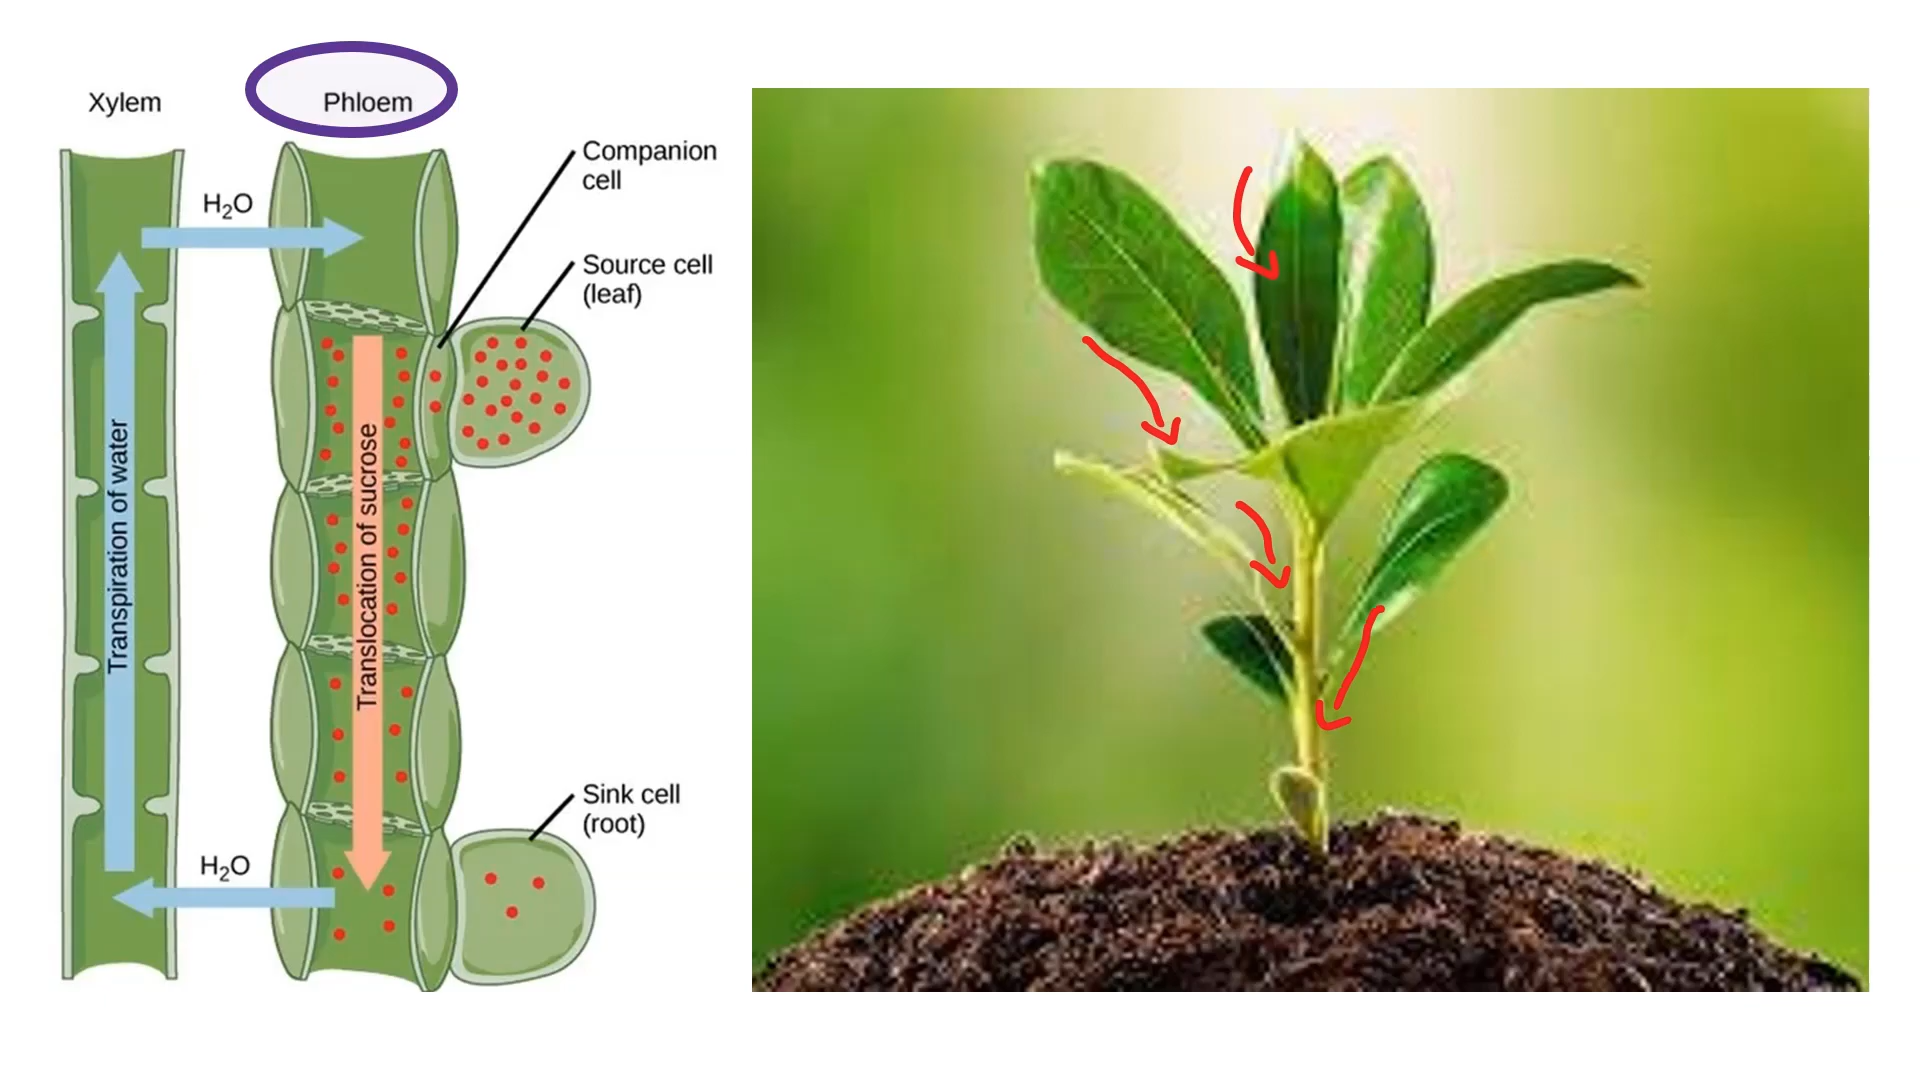 Xylem
Phloem
Companion
cell
H₂O
Source cell
(leaf)
Transpiration of water
Translocation of sucrose
Sink cell
(root)
H₂O